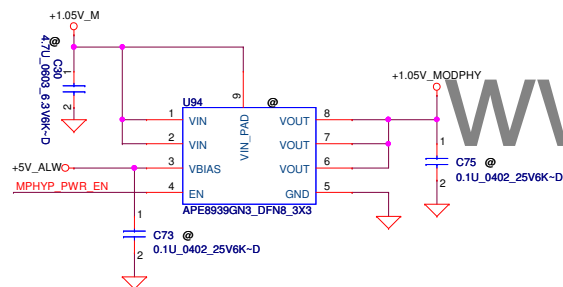 +1.05V_M
@
C30
4.7U_0603_6.3V6K~D
1
2
U94
@
9
VIN_PAD
1 VIN VOUT 8
2 VIN VOUT 7
3 VBIAS VOUT 6
4 EN GND 5
APE8939GN3_DFN8_3X3
+5V_ALW
MPHYP_PWR_EN
1
C73 @
0.1U_0402_25V6K~D
2
+1.05V_MODPHY
1
C75 @
0.1U_0402_25V6K~D
2